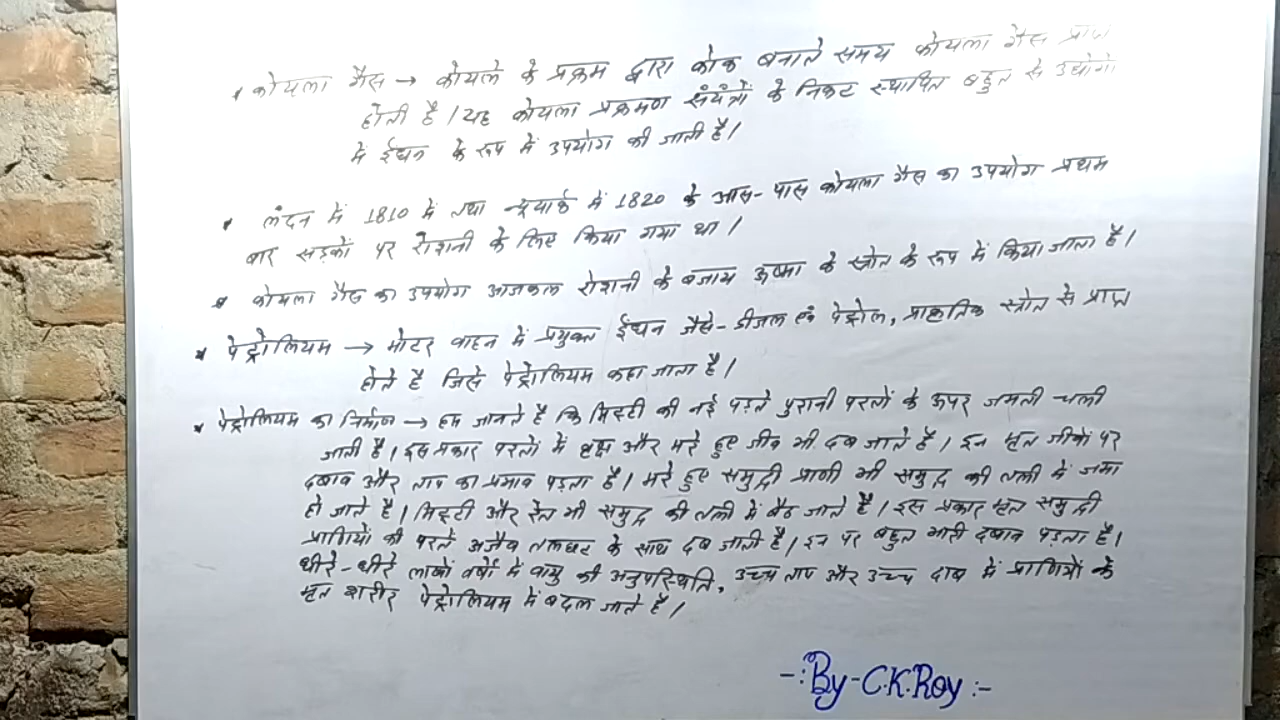 * कोयला गैस → कोयले के प्रक्रम द्वारा कोक बनाते समय कोयला गैस प्राप्त
होती है। यह कोयला प्रक्रमण संयंत्रों के निकट स्थापित बहुत से उद्योगो
में ईंधन के रूप में उपयोग की जाती है।
* लंदन में 1810 में तथा न्यूयार्क में 1820 के आस-पास कोयला गैस का उपयोग प्रथम
बार सड़कों पर रोशनी के लिए किया गया था।
* कोयला गैस का उपयोग आजकल रोशनी के बजाय ऊष्मा के स्त्रोत के रूप में किया जाता है।
* पेट्रोलियम → मोटर वाहन में प्रयुक्त ईंधन जैसे- डीजल एवं पेट्रोल, प्राकृतिक स्त्रोत से प्राप्त
होते है जिसे पेट्रोलियम कहा जाता है।
* पेट्रोलियम का निर्माण → हम जानते है कि मिट्टी की नई पड़ते पुरानी परतों के ऊपर जमती चली
जाती है। इस प्रकार परतों में वृक्ष और मरे हुए जीव भी दब जाते है। इन मृत जीवों पर
दबाव और ताप का प्रभाव पड़ता है। मरे हुए समुद्री प्राणी भी समुद्र की तली में जमा
हो जाते है। मिट्टी और रेत भी समुद्र की तली में बैठ जाते है। इस प्रकार मृत समुद्री
प्राणियों की परतें अजैव तलछट के साथ दब जाती है। इन पर बहुत भारी दबाव पड़ता है।
धीरे-धीरे लाखों वर्षों में वायु की अनुपस्थिति, उच्च ताप और उच्च दाब में प्राणियों के
मृत शरीर पेट्रोलियम में बदल जाते है।
-:By-C.K.Roy:-